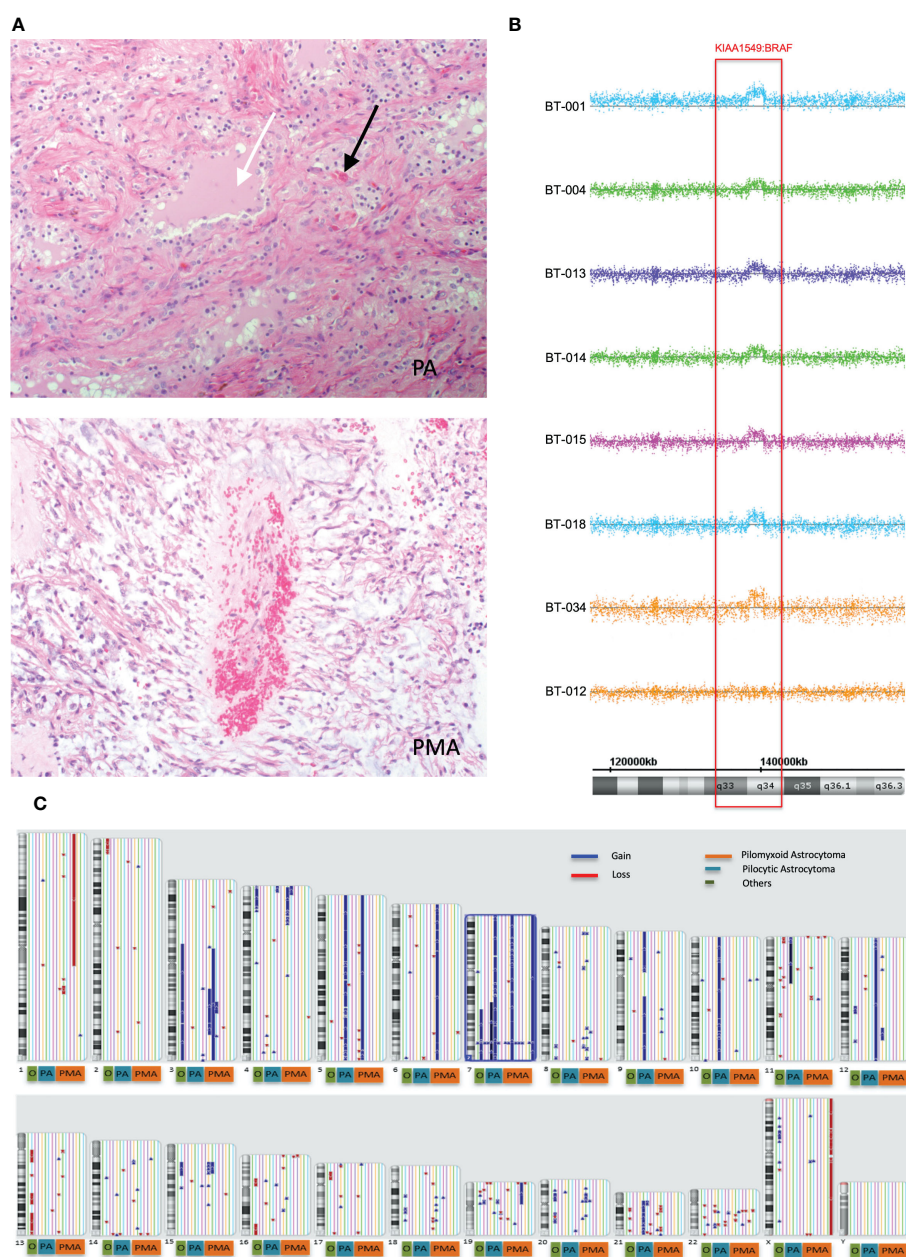 A
B
KIAA1549:BRAF
PA
PMA
BT-001
BT-004
BT-013
BT-014
BT-015
BT-018
BT-034
BT-012
120000kb 140000kb
q33 q34 q35 q36.1 q36.3
C
Gain Pilomyxoid Astrocytoma
Loss Pilocytic Astrocytoma
Others
1 2 3 4 5 6 7 8 9 10 11 12
O PA PMA O PA PMA O PA PMA O PA PMA O PA PMA O PA PMA O PA PMA O PA PMA O PA PMA O PA PMA O PA PMA O PA PMA
13 14 15 16 17 18 19 20 21 22 X Y
O PA PMA O PA PMA O PA PMA O PA PMA O PA PMA O PA PMA O PA PMA O PA PMA O PA PMA O PA PMA O PA PMA O PA PMA